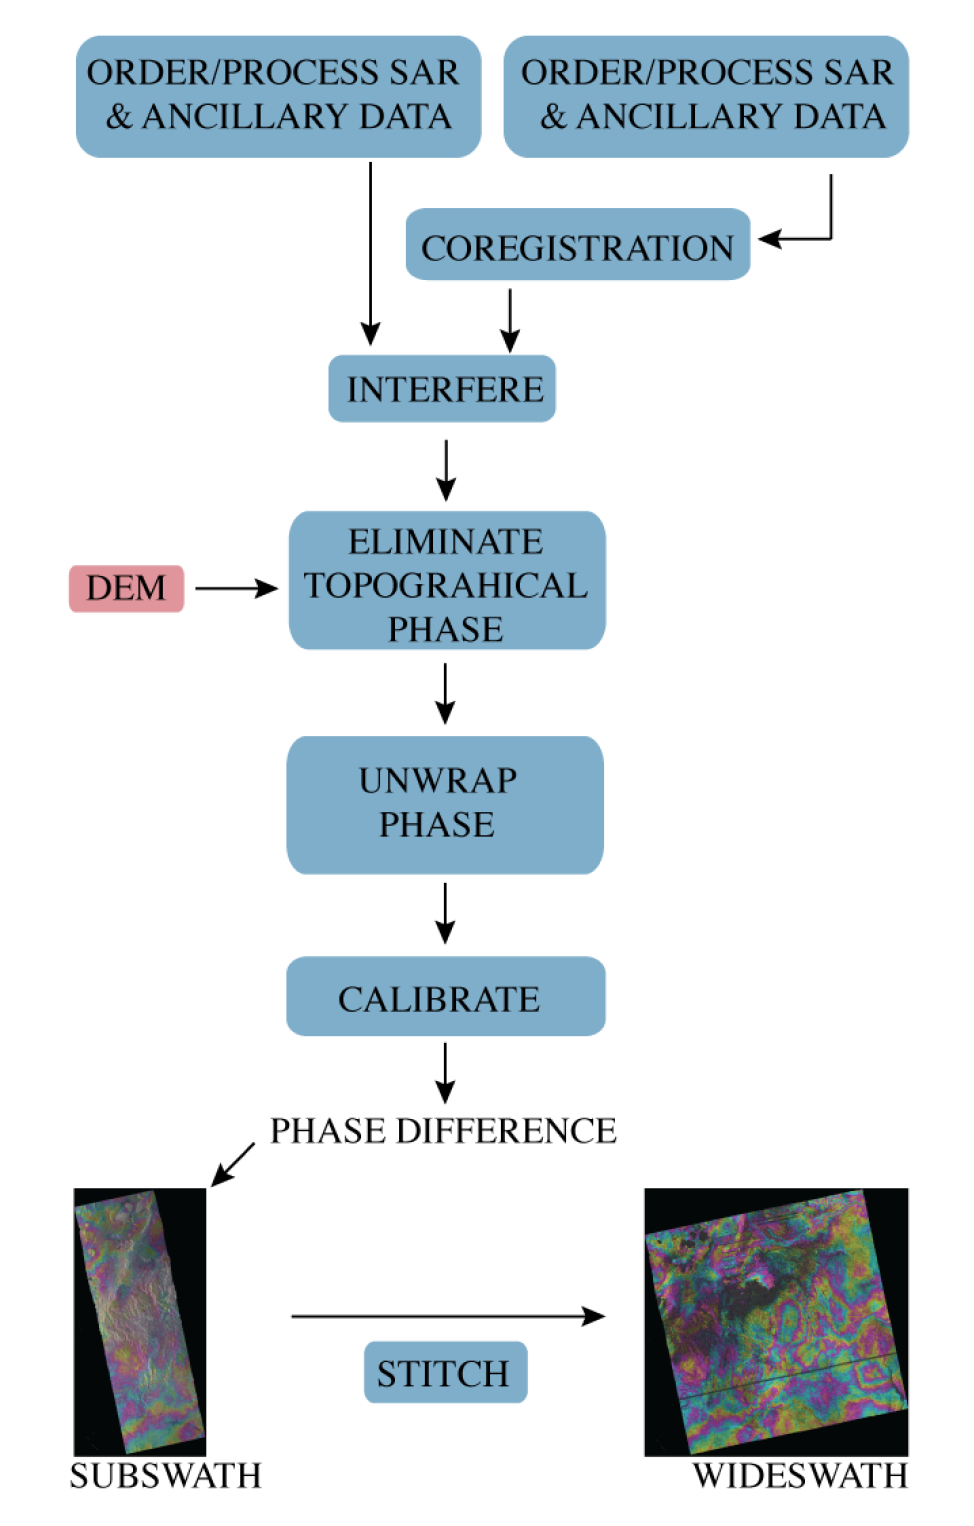 ORDER/PROCESS SAR
& ANCILLARY DATA
ORDER/PROCESS SAR
& ANCILLARY DATA
COREGISTRATION
INTERFERE
ELIMINATE
TOPOGRAHICAL
PHASE
DEM
UNWRAP
PHASE
CALIBRATE
PHASE DIFFERENCE
STITCH
SUBSWATH
WIDESWATH